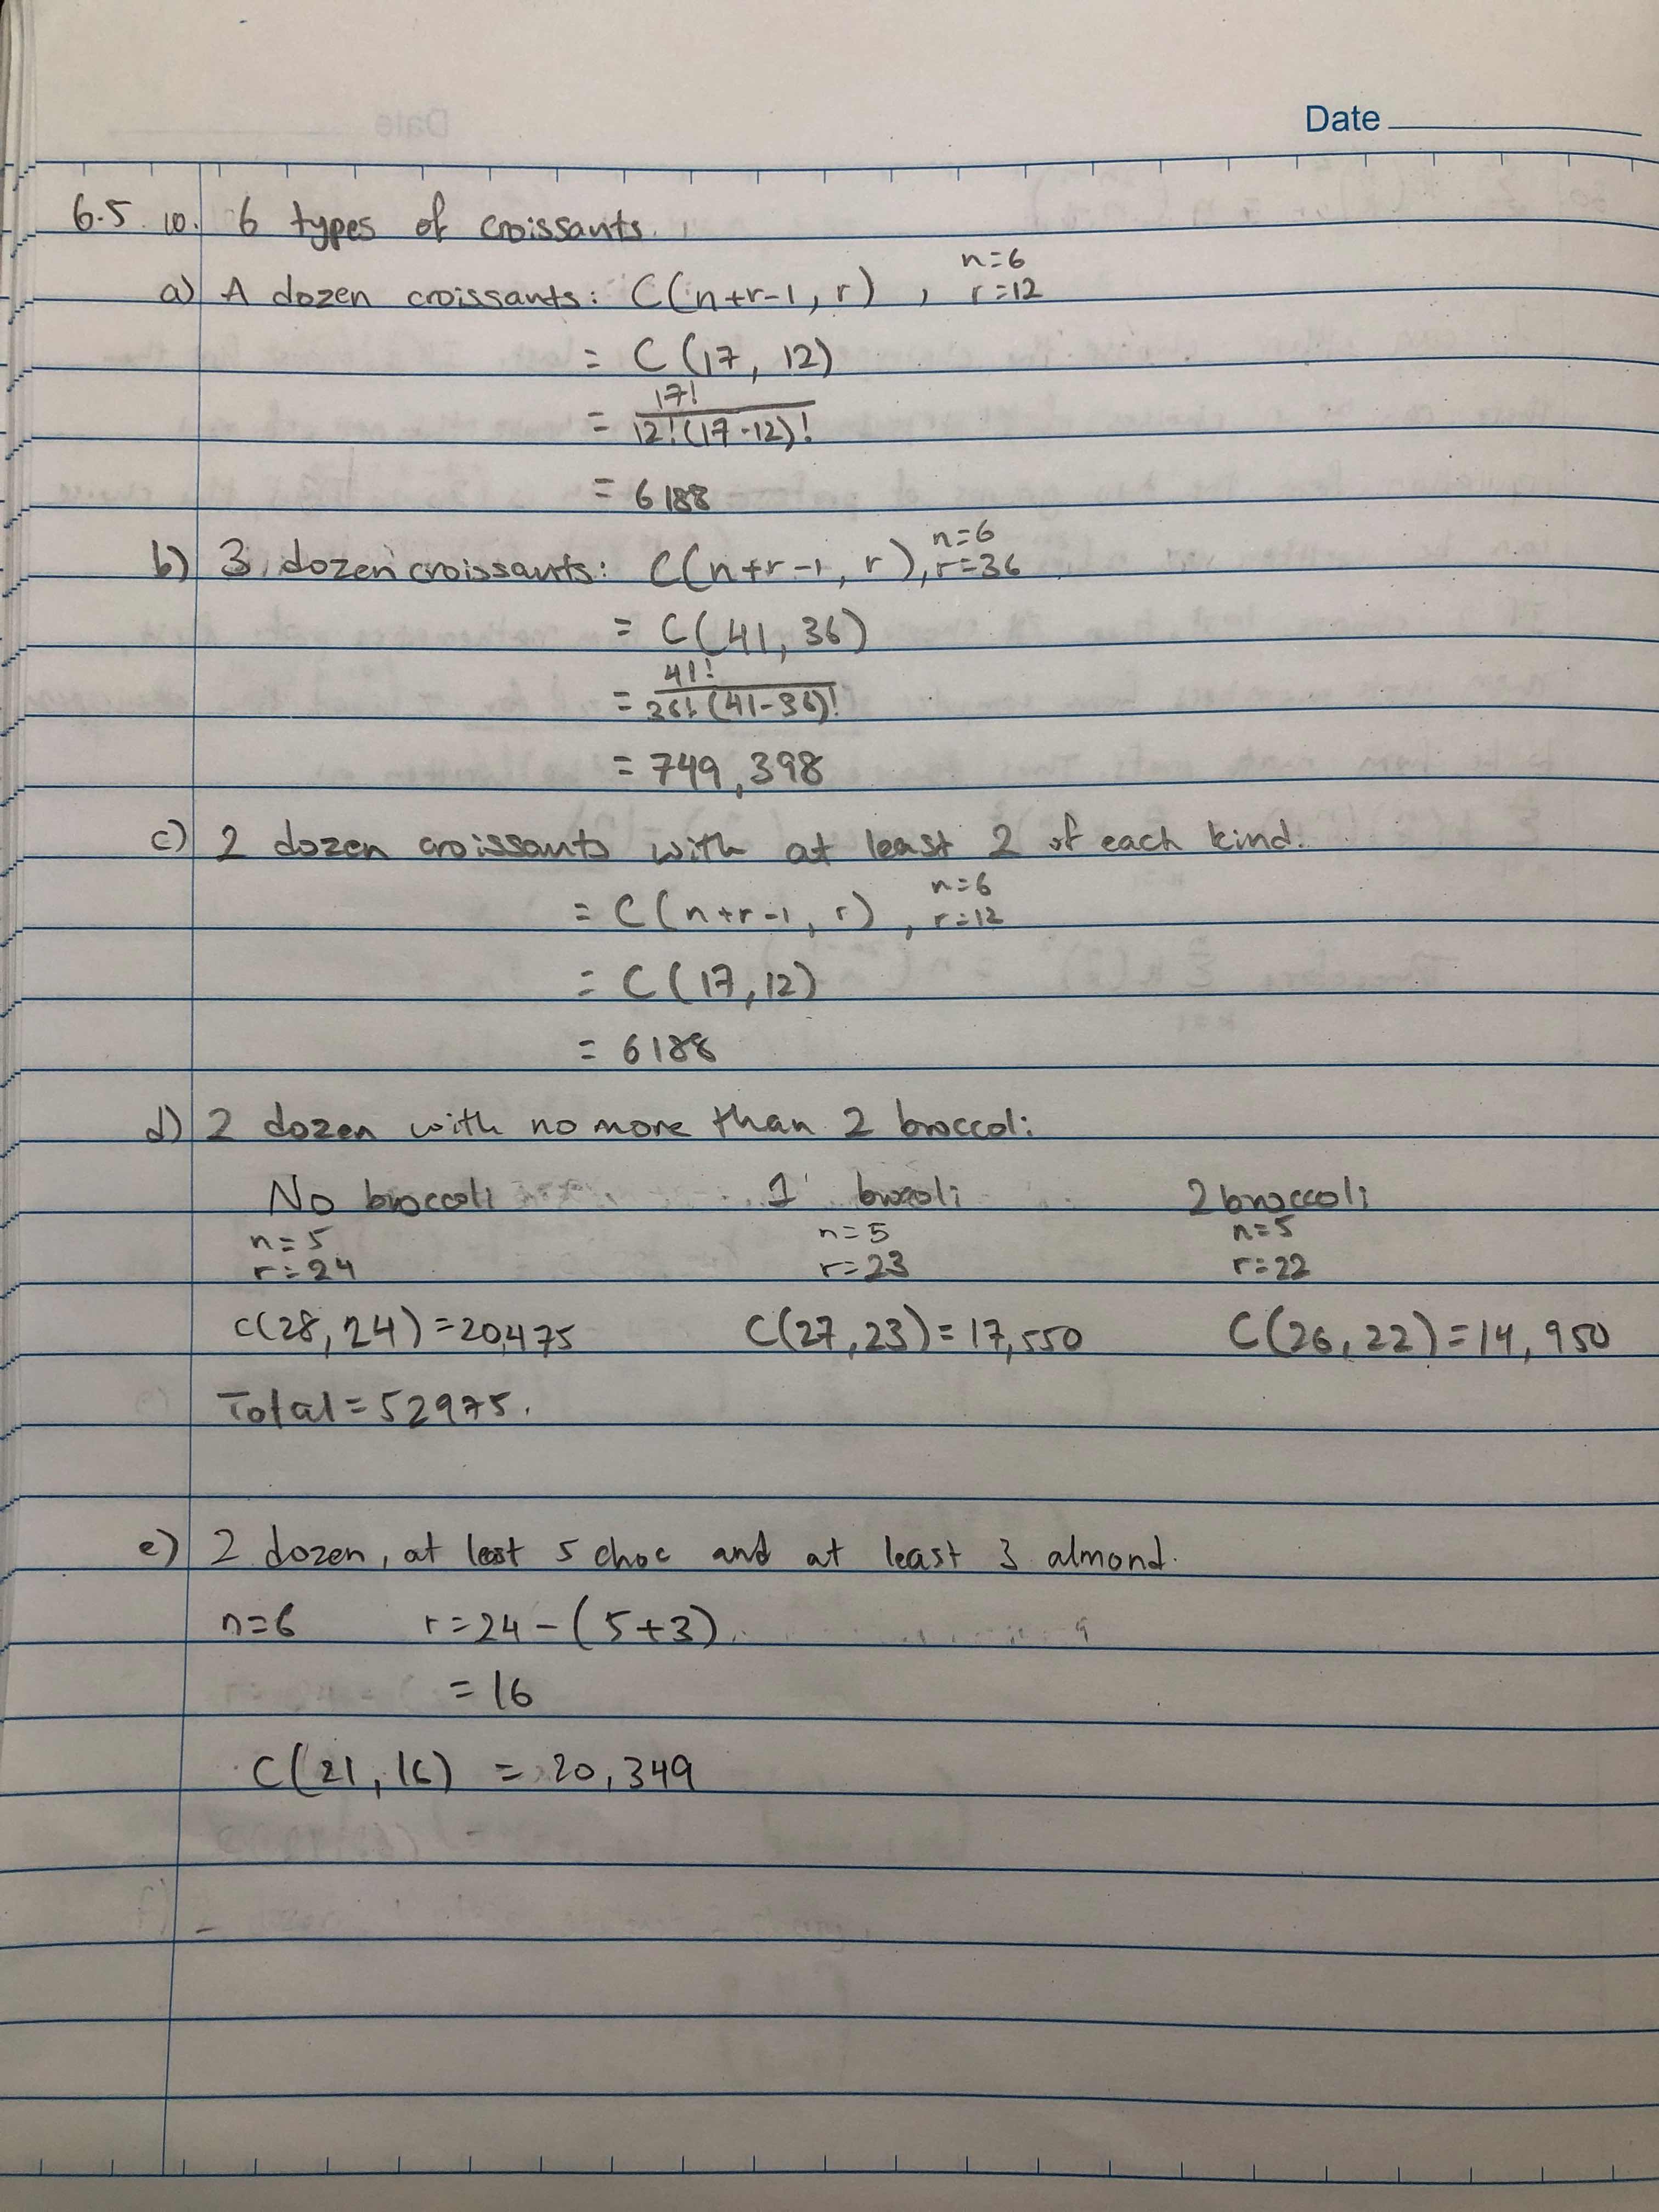 Date
6.5 10. 6 types of croissants.
n=6
a) A dozen croissants: C(n+r-1, r) , r=12
= C(17, 12)
17!
= 12!(17-12)!
= 6188
n=6
b) 3 dozen croissants: C(n+r-1, r), r=36
= C(41, 36)
41!
= 36! (41-36)!
= 749,398
c) 2 dozen croissants with at least 2 of each kind.
n=6
= C(n+r-1, r) , r=12
= C(17,12)
= 6188
d) 2 dozen with no more than 2 broccoli
No broccoli 1 broccoli 2 broccoli
n=5 n=5 n=5
r=24 r=23 r=22
C(28,24)=20,475 C(27,23)=17,550 C(26,22)=14,950
Total=52975.
e) 2 dozen, at least 5 choc and at least 3 almond.
n=6 r=24-(5+3)
=16
C(21,16) = 20,349